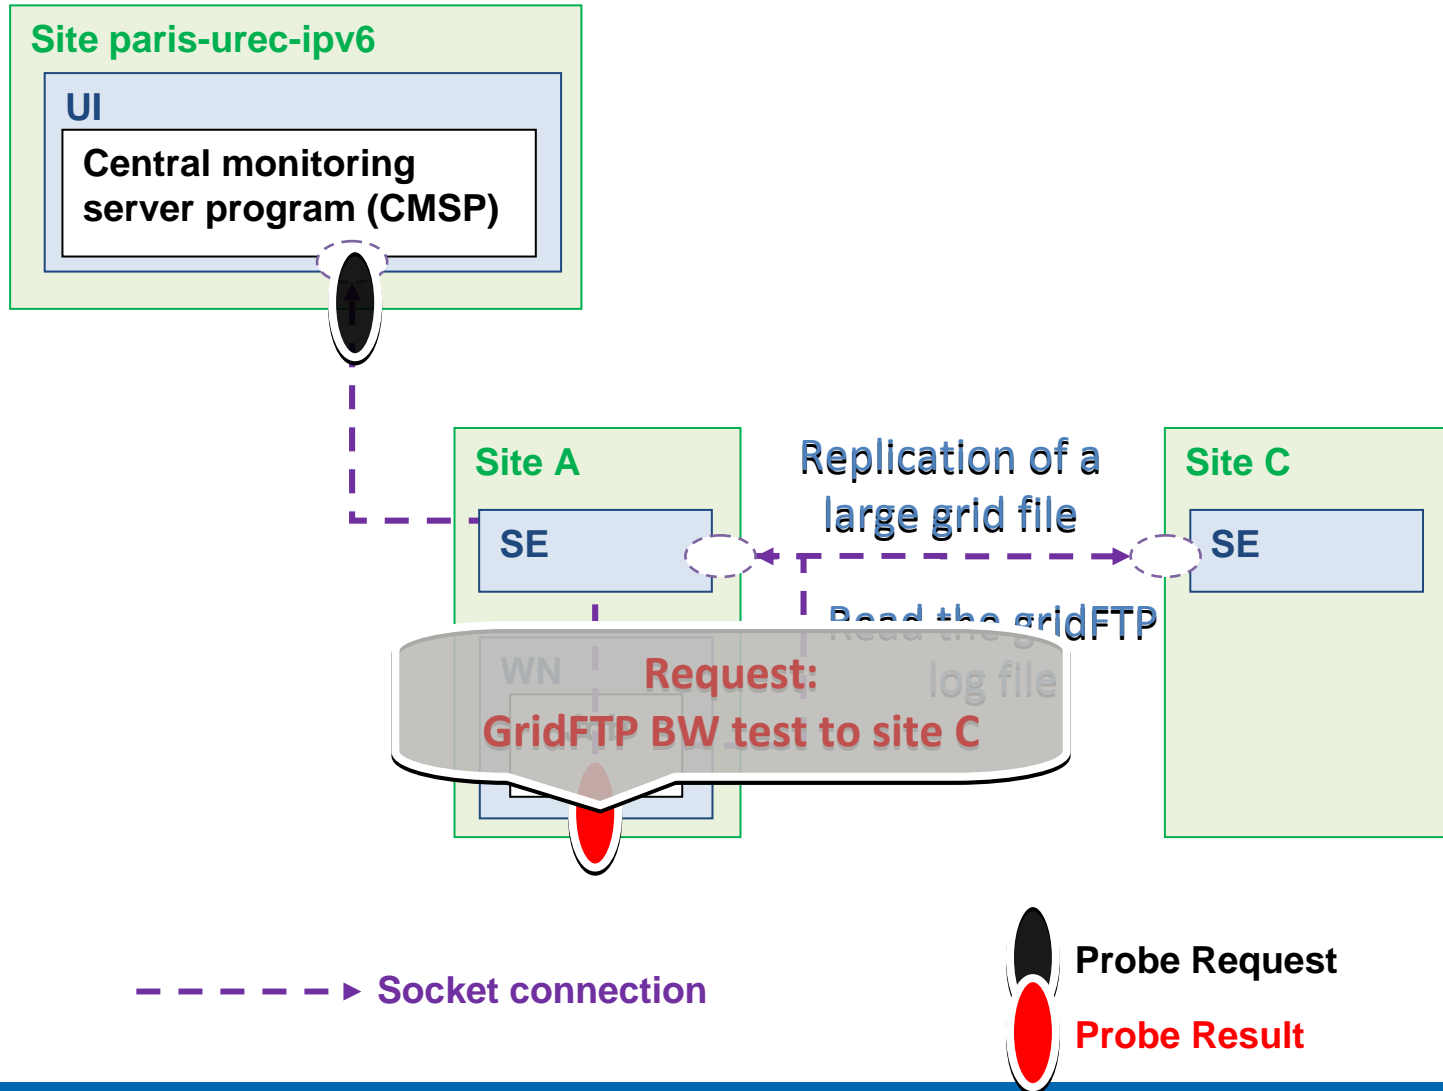 Site paris-urec-ipv6
UI
Central monitoring
server program (CMSP)
Site A
SE
Replication of a
large grid file
Site C
SE
Read the gridFTP
log file
WN
Request:
GridFTP BW test to site C
Socket connection
Probe Request
Probe Result